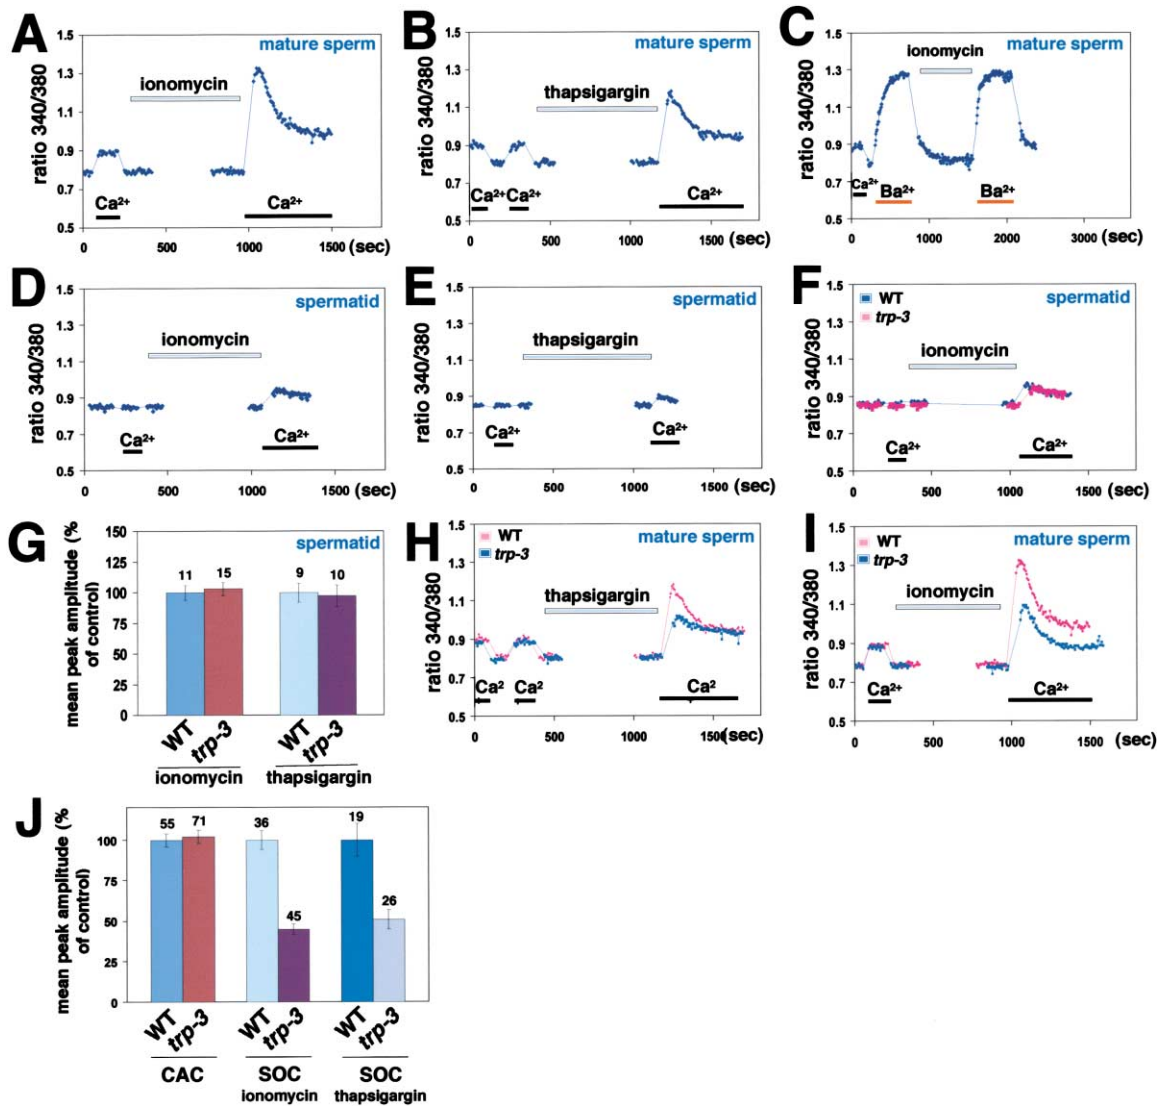 A
mature sperm
ratio 340/380
1.5
1.3
1.1
0.9
0.7
0.5
ionomycin
Ca²⁺
Ca²⁺
0
500
1000
1500
(sec)
B
mature sperm
ratio 340/380
1.5
1.3
1.1
0.9
0.7
0.5
thapsigargin
Ca²⁺
Ca²⁺
Ca²⁺
0
500
1000
1500
(sec)
C
ionomycin
mature sperm
ratio 340/380
1.5
1.3
1.1
0.9
0.7
0.5
Ca²⁺
Ba²⁺
Ba²⁺
0
1000
2000
3000
(sec)
D
spermatid
ratio 340/380
1.5
1.3
1.1
0.9
0.7
0.5
ionomycin
Ca²⁺
Ca²⁺
0
500
1000
1500
(sec)
E
spermatid
ratio 340/380
1.5
1.3
1.1
0.9
0.7
0.5
thapsigargin
Ca²⁺
Ca²⁺
0
500
1000
1500
(sec)
F
WT
trp-3
spermatid
ratio 340/380
1.5
1.3
1.1
0.9
0.7
0.5
ionomycin
Ca²⁺
Ca²⁺
0
500
1000
1500
(sec)
G
spermatid
mean peak amplitude (%
of control)
150
125
100
75
50
25
0
11
15
9
10
WT
trp-3
WT
trp-3
ionomycin
thapsigargin
H
WT
trp-3
mature sperm
ratio 340/380
1.5
1.3
1.1
0.9
0.7
0.5
thapsigargin
Ca²
Ca²
Ca²
0
500
1000
1500
(sec)
I
WT
trp-3
mature sperm
ratio 340/380
1.5
1.3
1.1
0.9
0.7
0.5
ionomycin
Ca²⁺
Ca²⁺
0
500
1000
1500
(sec)
J
mean peak amplitude (%
of control)
100
50
0
55
71
36
45
19
26
WT
trp-3
WT
trp-3
WT
trp-3
CAC
SOC
ionomycin
SOC
thapsigargin